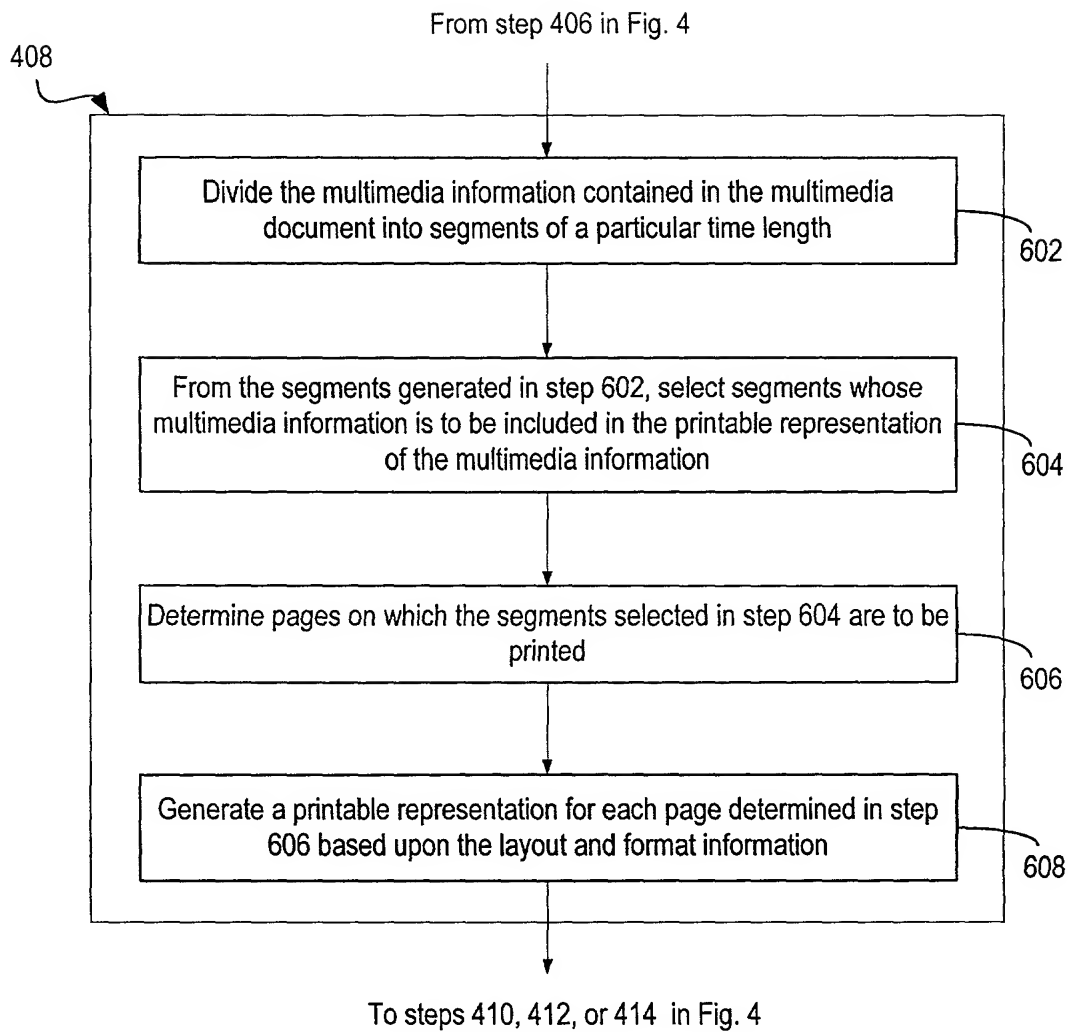 From step 406 in Fig. 4
408
Divide the multimedia information contained in the multimedia
document into segments of a particular time length
602
From the segments generated in step 602, select segments whose
multimedia information is to be included in the printable representation
of the multimedia information
604
Determine pages on which the segments selected in step 604 are to be
printed
606
Generate a printable representation for each page determined in step
606 based upon the layout and format information
608
To steps 410, 412, or 414 in Fig. 4